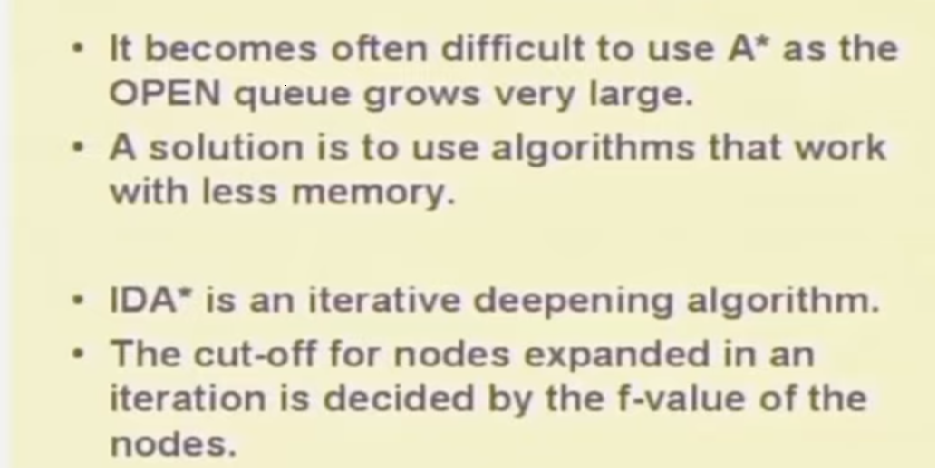 • It becomes often difficult to use A* as the
OPEN queue grows very large.
• A solution is to use algorithms that work
with less memory.
• IDA* is an iterative deepening algorithm.
• The cut-off for nodes expanded in an
iteration is decided by the f-value of the
nodes.